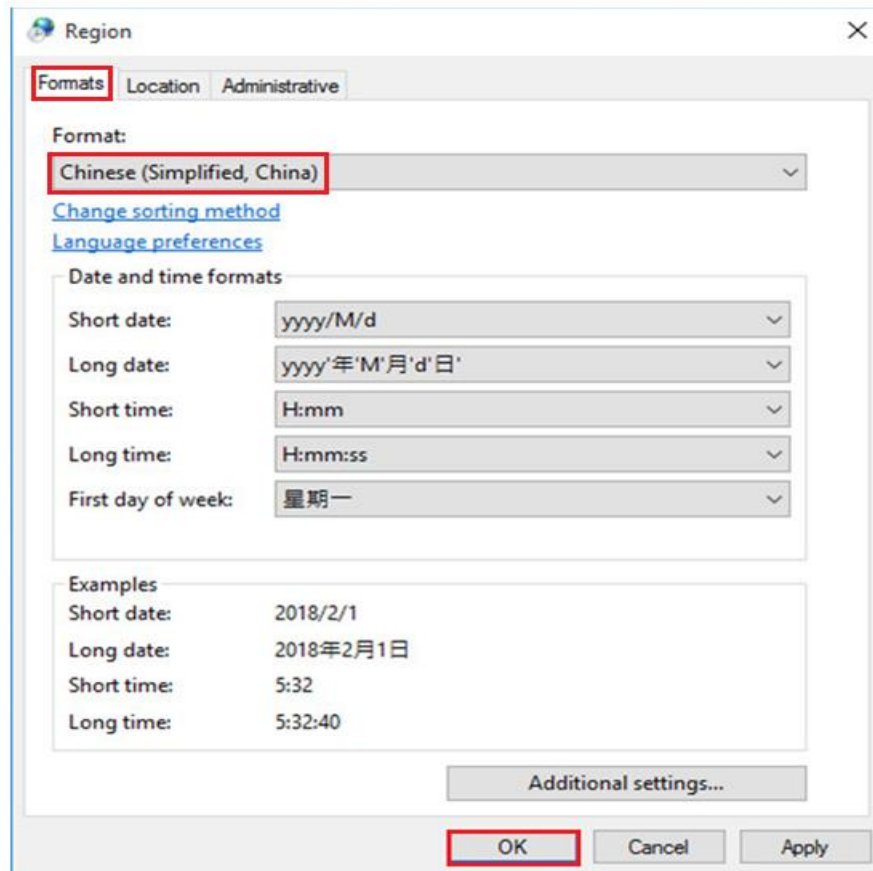 Region
Formats Location Administrative
Format:
Chinese (Simplified, China)
Change sorting method
Language preferences
Date and time formats
Short date: yyyy/M/d
Long date: yyyy'年'M'月'd'日'
Short time: H:mm
Long time: H:mm:ss
First day of week: 星期一
Examples
Short date: 2018/2/1
Long date: 2018年2月1日
Short time: 5:32
Long time: 5:32:40
Additional settings...
OK Cancel Apply